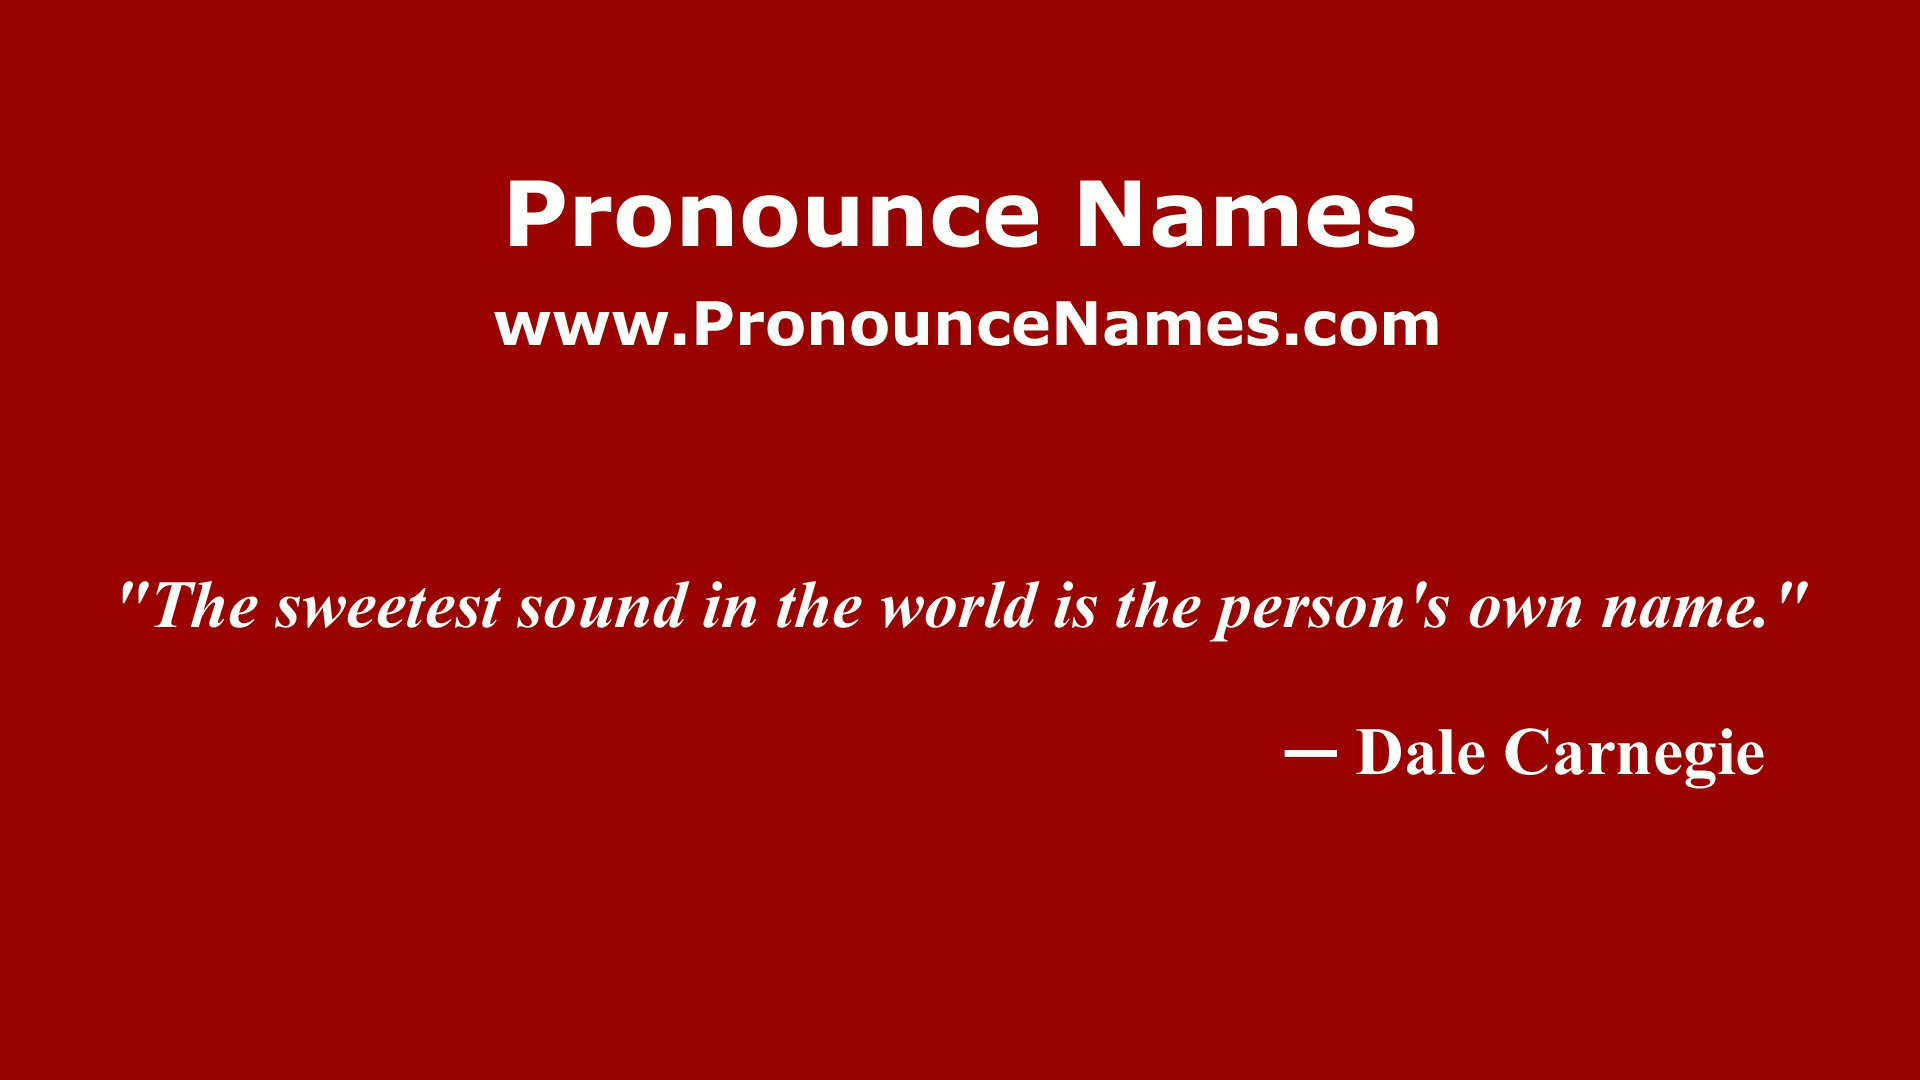 Pronounce Names
www.PronounceNames.com
"The sweetest sound in the world is the person's own name."
— Dale Carnegie